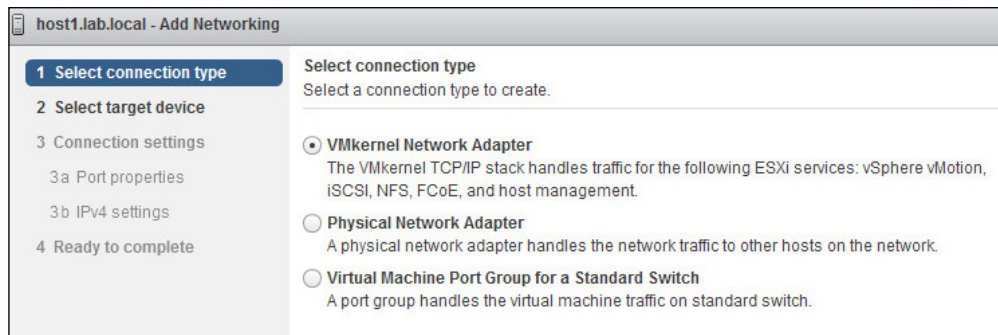 host1.lab.local - Add Networking
1 Select connection type
2 Select target device
3 Connection settings
3a Port properties
3b IPv4 settings
4 Ready to complete
Select connection type
Select a connection type to create.
VMkernel Network Adapter
The VMkernel TCP/IP stack handles traffic for the following ESXi services: vSphere vMotion,
iSCSI, NFS, FCoE, and host management.
Physical Network Adapter
A physical network adapter handles the network traffic to other hosts on the network.
Virtual Machine Port Group for a Standard Switch
A port group handles the virtual machine traffic on standard switch.